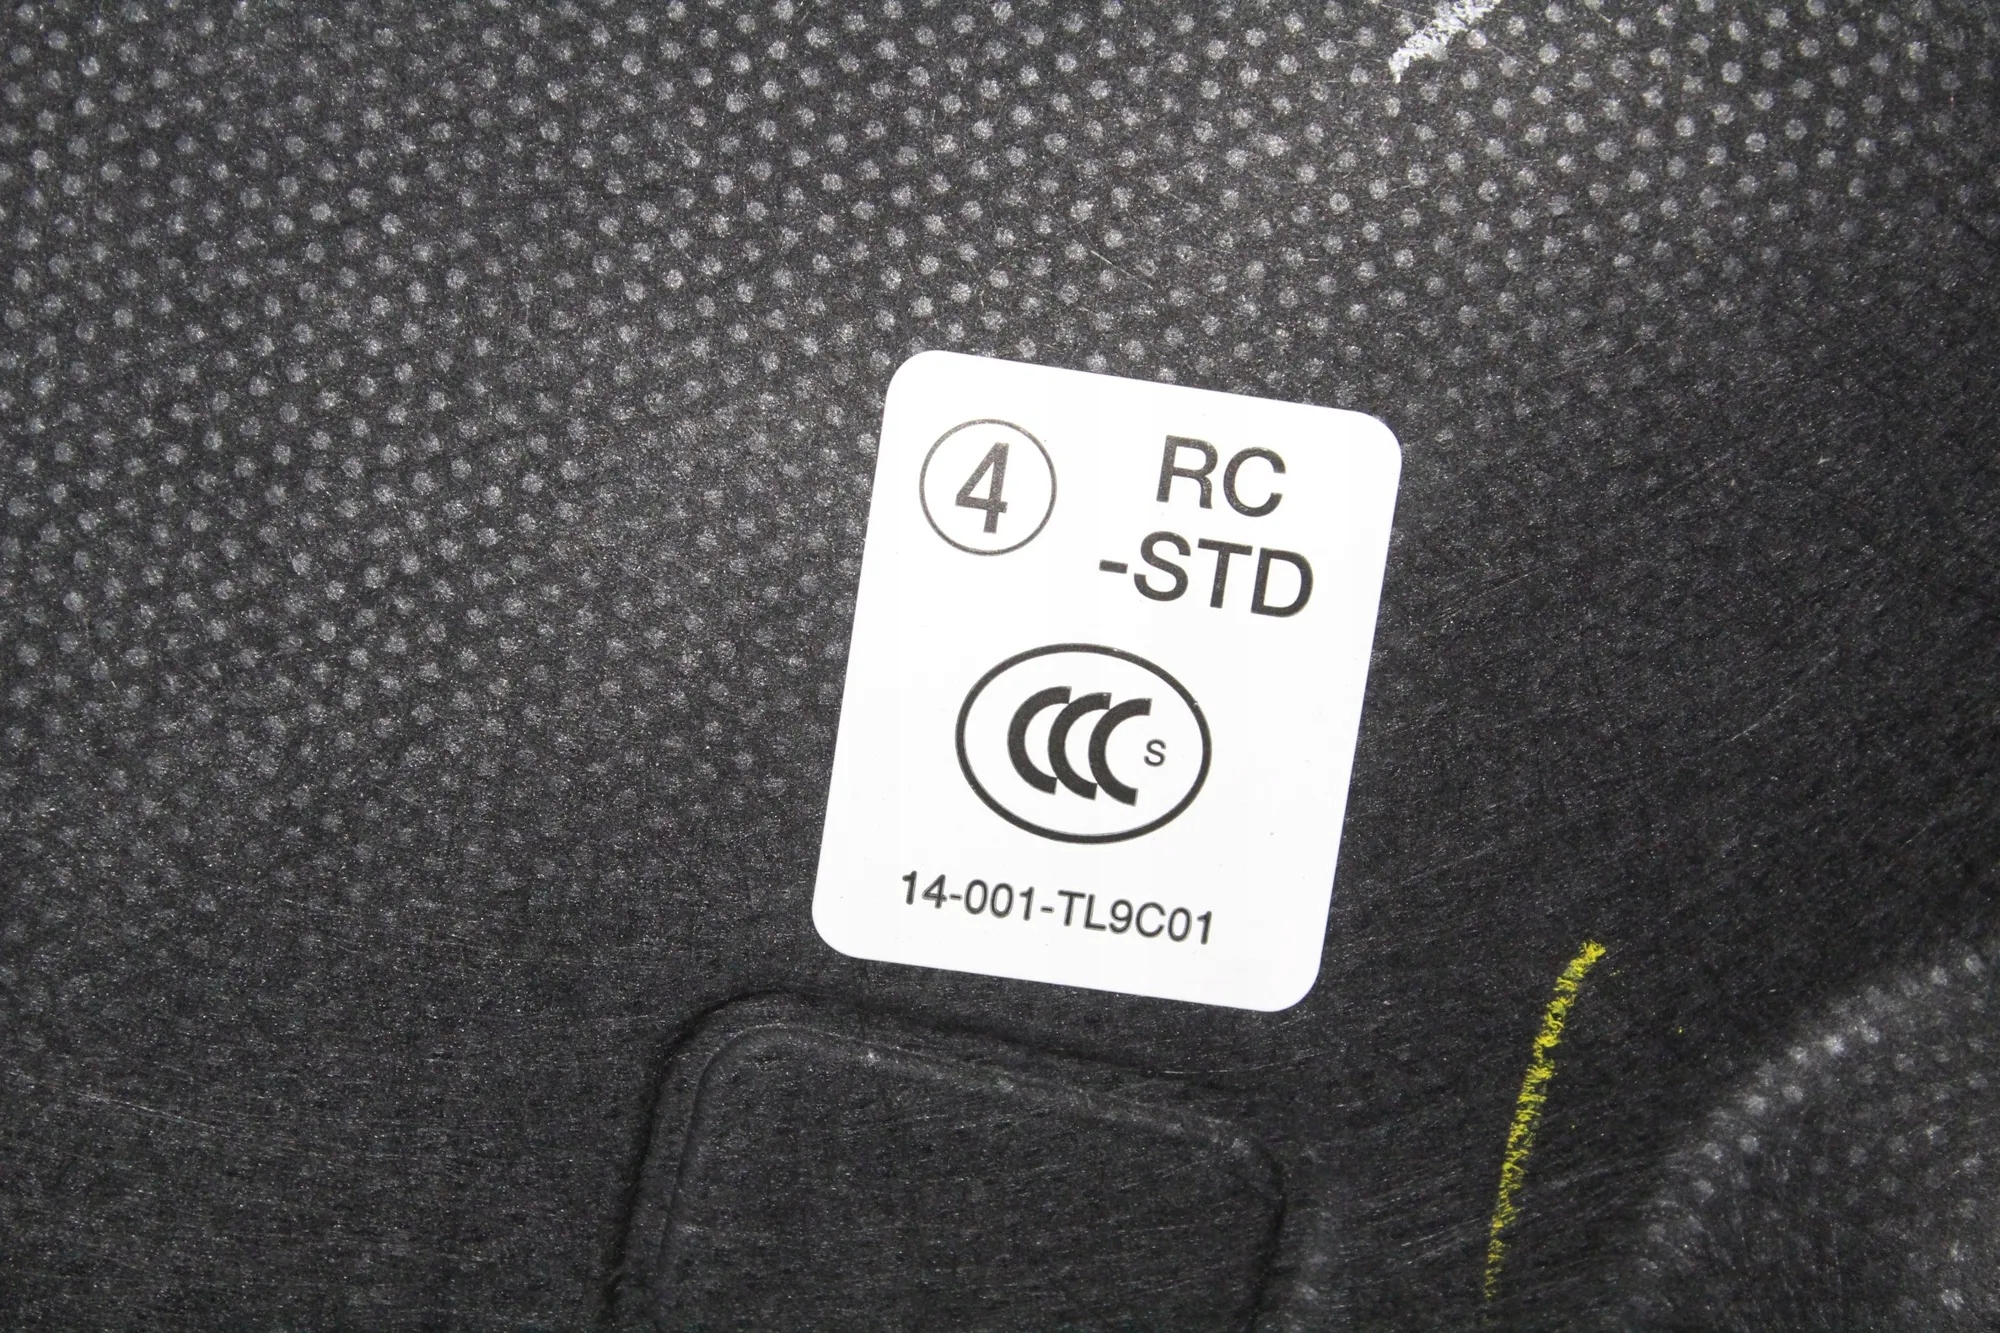 ④ RC
-STD
CCC S
14-001-TL9C01